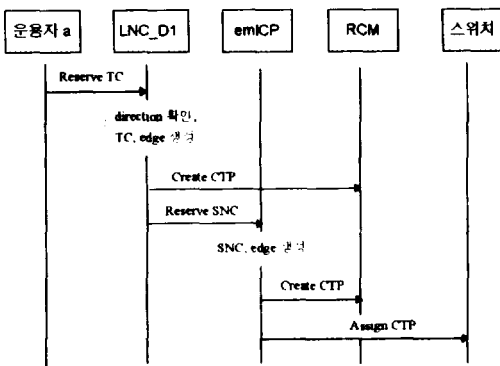 운용자 a
LNC_D1
emICP
RCM
스위치
Reserve TC
direction 확인,
TC, edge 생성
Create CTP
Reserve SNC
SNC, edge 생성
Create CTP
Assign CTP